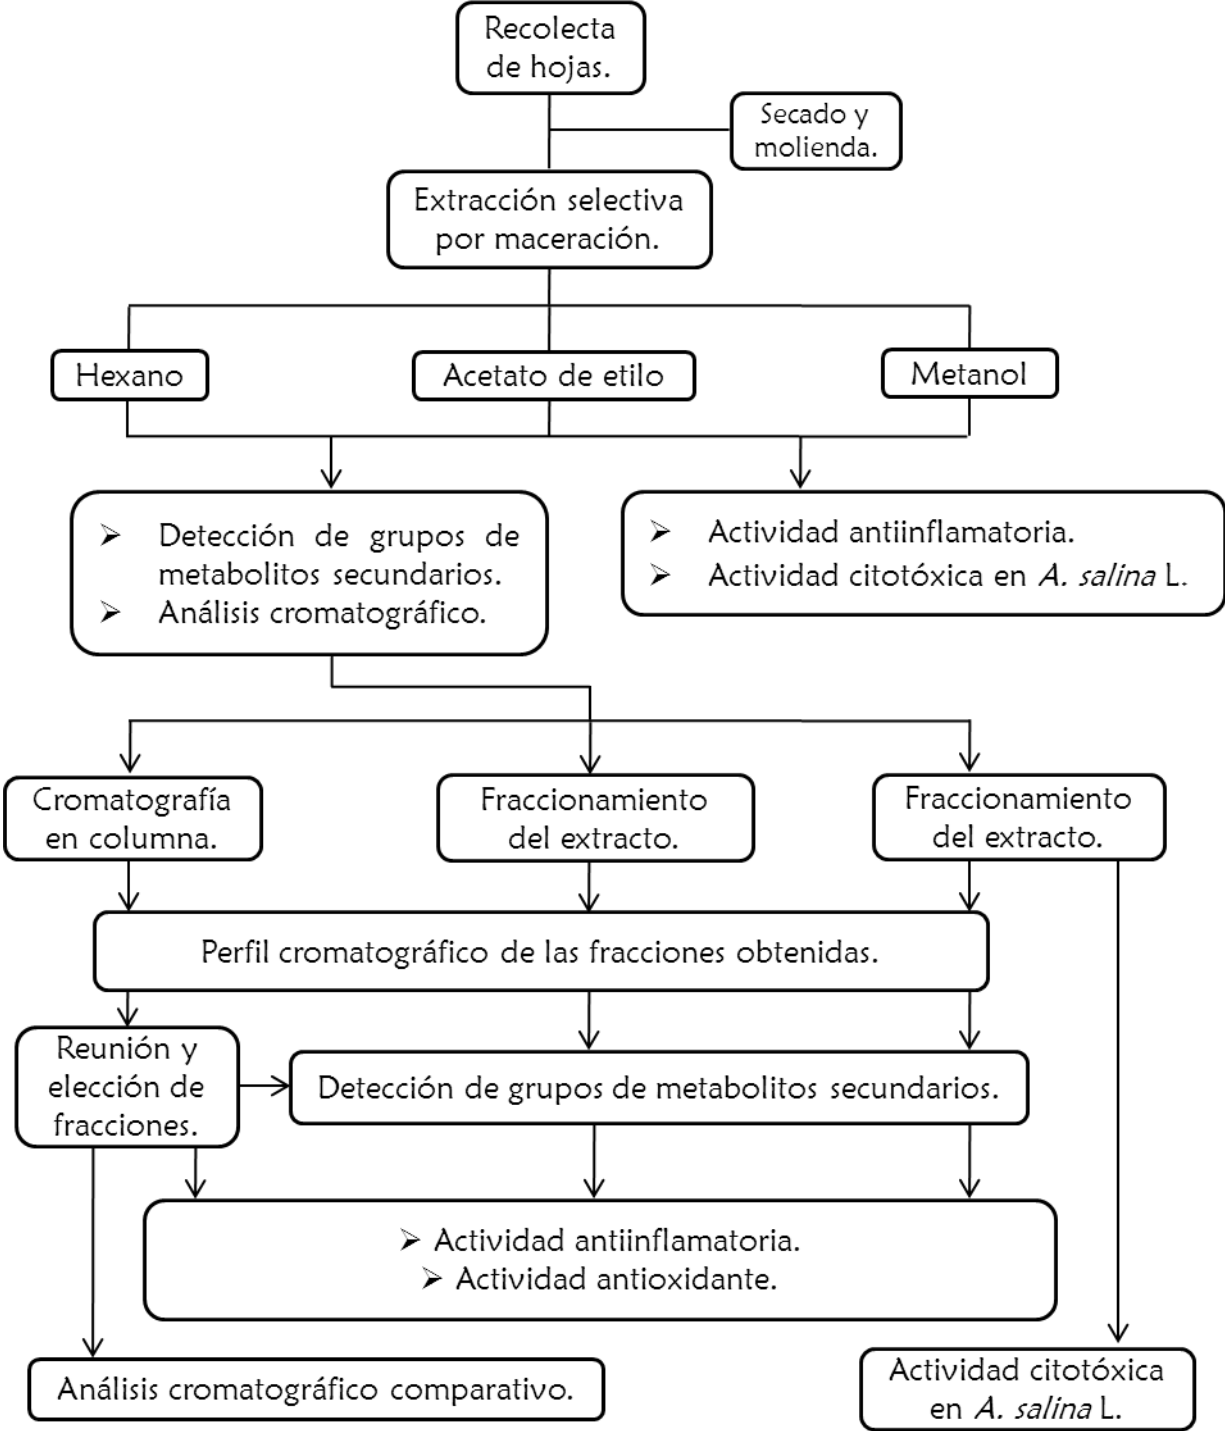 Recolecta
de hojas.
Secado y
molienda.
Extracción selectiva
por maceración.
Hexano
Acetato de etilo
Metanol
➢ Detección de grupos de
metabolitos secundarios.
➢ Análisis cromatográfico.
➢ Actividad antiinflamatoria.
➢ Actividad citotóxica en A. salina L.
Cromatografía
en columna.
Fraccionamiento
del extracto.
Fraccionamiento
del extracto.
Perfil cromatográfico de las fracciones obtenidas.
Reunión y
elección de
fracciones.
Detección de grupos de metabolitos secundarios.
➢ Actividad antiinflamatoria.
➢ Actividad antioxidante.
Análisis cromatográfico comparativo.
Actividad citotóxica
en A. salina L.